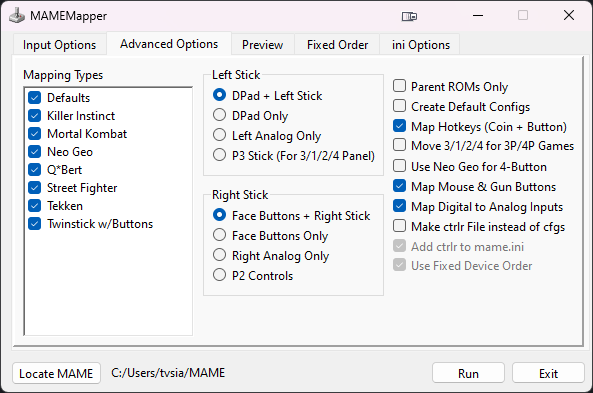 MAMEMapper
Input Options
Advanced Options
Preview
Fixed Order
ini Options
Mapping Types
Defaults
Killer Instinct
Mortal Kombat
Neo Geo
Q*Bert
Street Fighter
Tekken
Twinstick w/Buttons
Left Stick
DPad + Left Stick
DPad Only
Left Analog Only
P3 Stick (For 3/1/2/4 Panel)
Right Stick
Face Buttons + Right Stick
Face Buttons Only
Right Analog Only
P2 Controls
Parent ROMs Only
Create Default Configs
Map Hotkeys (Coin + Button)
Move 3/1/2/4 for 3P/4P Games
Use Neo Geo for 4-Button
Map Mouse & Gun Buttons
Map Digital to Analog Inputs
Make ctrlr File instead of cfgs
Add ctrlr to mame.ini
Use Fixed Device Order
Locate MAME
C:/Users/tvsia/MAME
Run
Exit